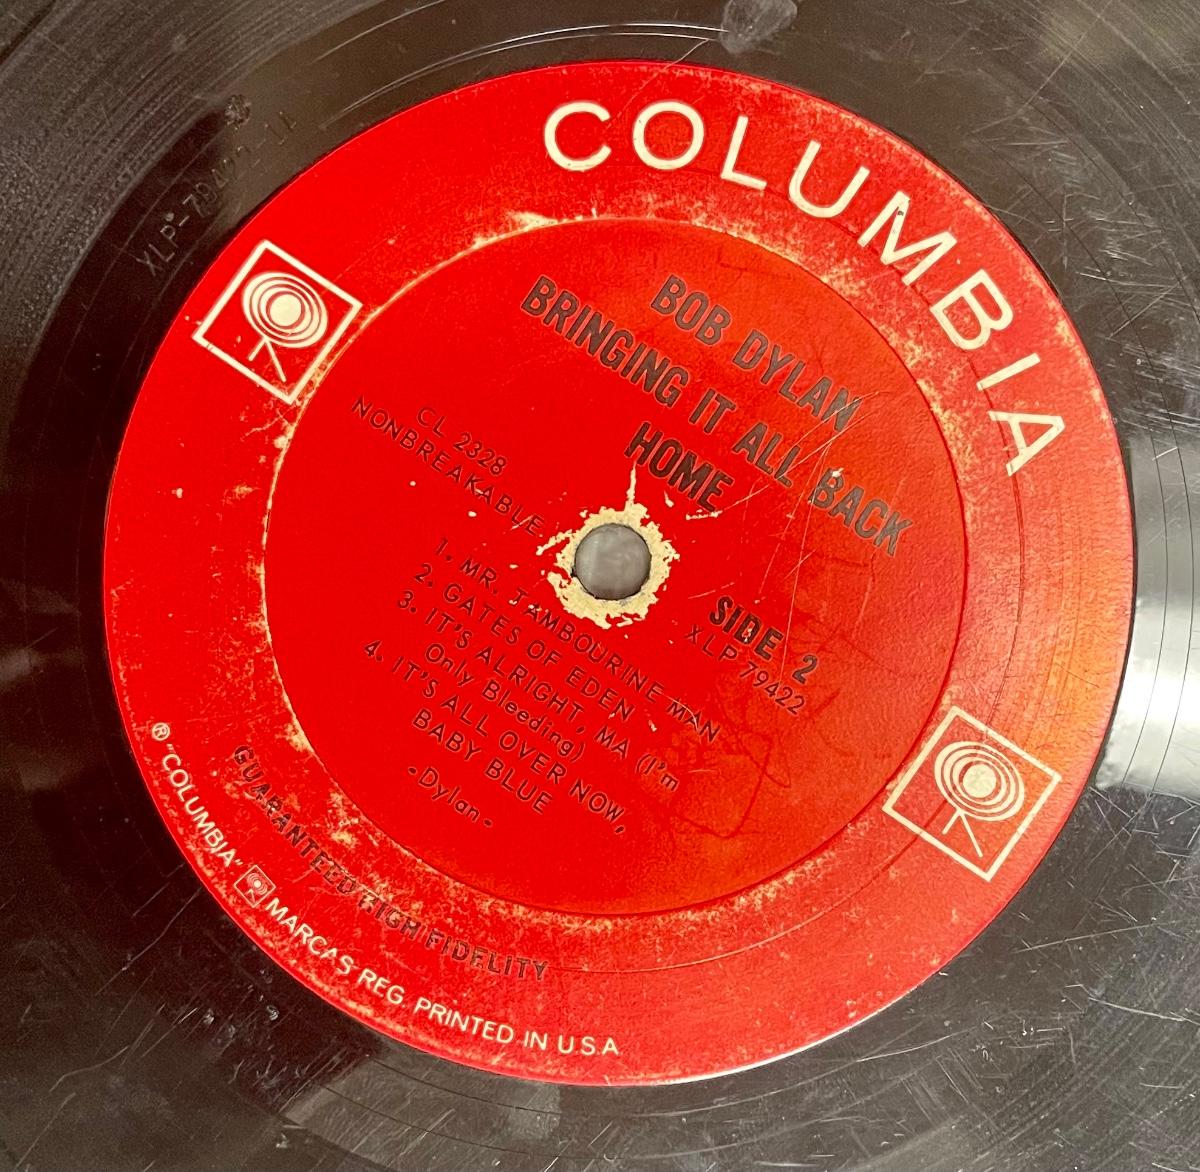 COLUMBIA
BOB DYLAN
BRINGING IT ALL BACK
HOME
CL 2328
NONBREAKABLE
SIDE 2
XLP 79422
1. MR. TAMBOURINE MAN
2. GATES OF EDEN
3. IT'S ALRIGHT, MA (I'm
Only Bleeding)
4. IT'S ALL OVER NOW,
BABY BLUE
-Dylan-
GUARANTEED HIGH FIDELITY
® "COLUMBIA" MARCAS REG. PRINTED IN U.S.A
XLP-79422